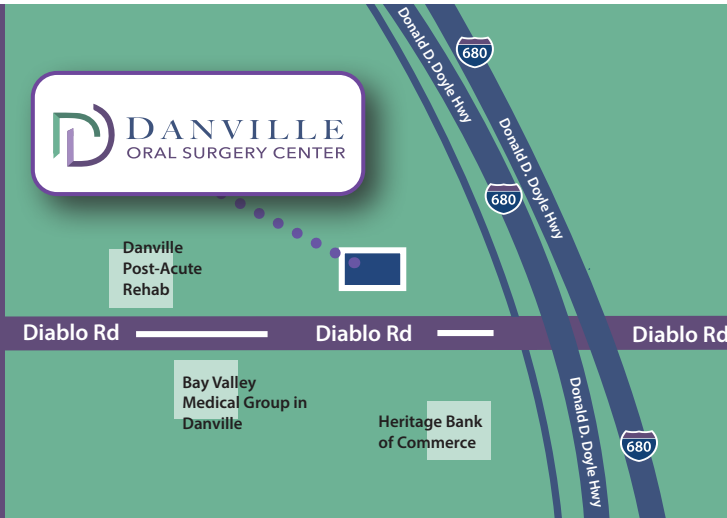 Donald D. Doyle Hwy
680
Donald D. Doyle Hwy
680
DANVILLE
ORAL SURGERY CENTER
Danville
Post-Acute
Rehab
Diablo Rd
Diablo Rd
Diablo Rd
Bay Valley
Medical Group in
Danville
Heritage Bank
of Commerce
Donald D. Doyle Hwy
680